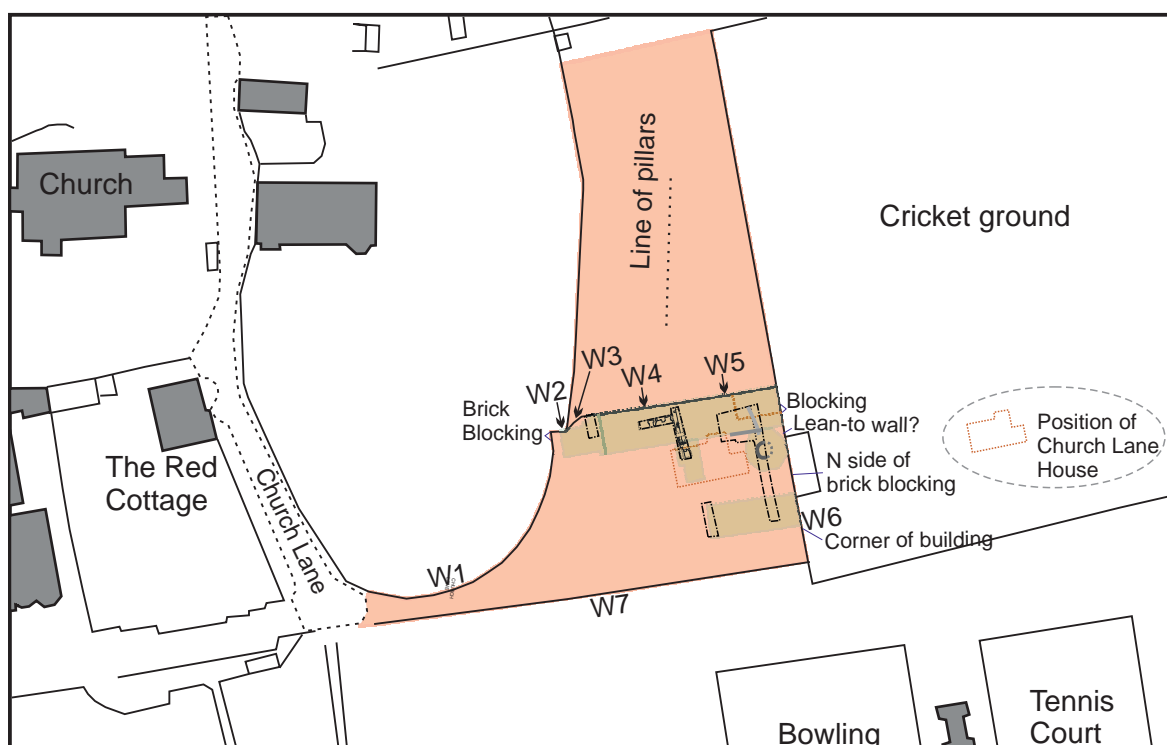 Church
Line of pillars
Cricket ground
W2
W3
W4
W5
Brick
Blocking
Blocking
Lean-to wall?
Position of
Church Lane
House
N side of
brick blocking
The Red
Cottage
Church Lane
W6
Corner of building
W1
W7
Bowling
Tennis
Court